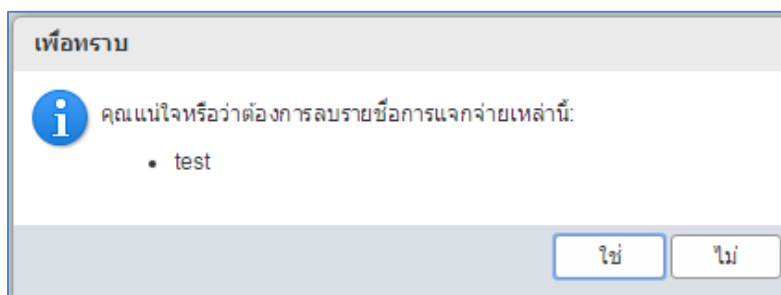 เพื่อทราบ
คุณแน่ใจหรือว่าต้องการลบรายชื่อการแจกจ่ายเหล่านี้:
• test
ใช่ ไม่